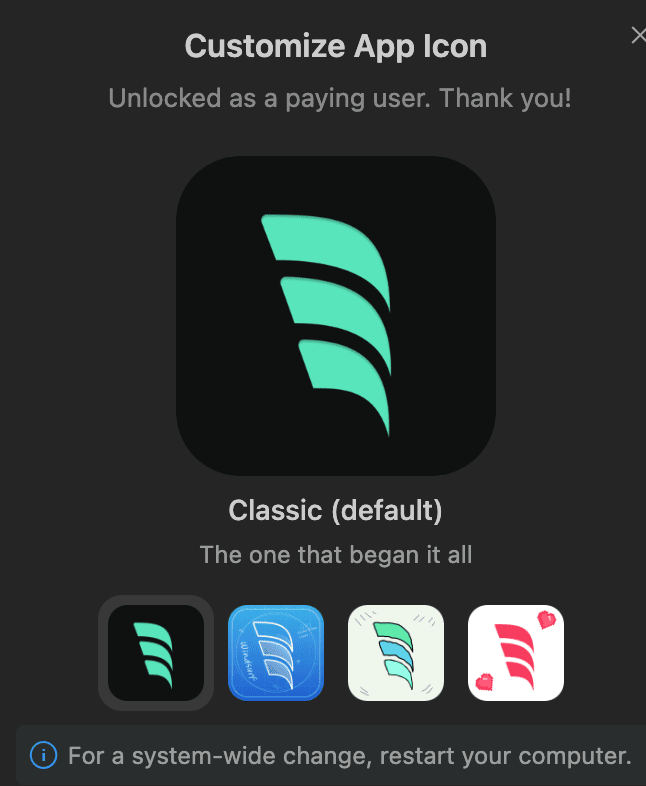 Customize App Icon
Unlocked as a paying user. Thank you!
Classic (default)
The one that began it all
Windsurf
For a system-wide change, restart your computer.